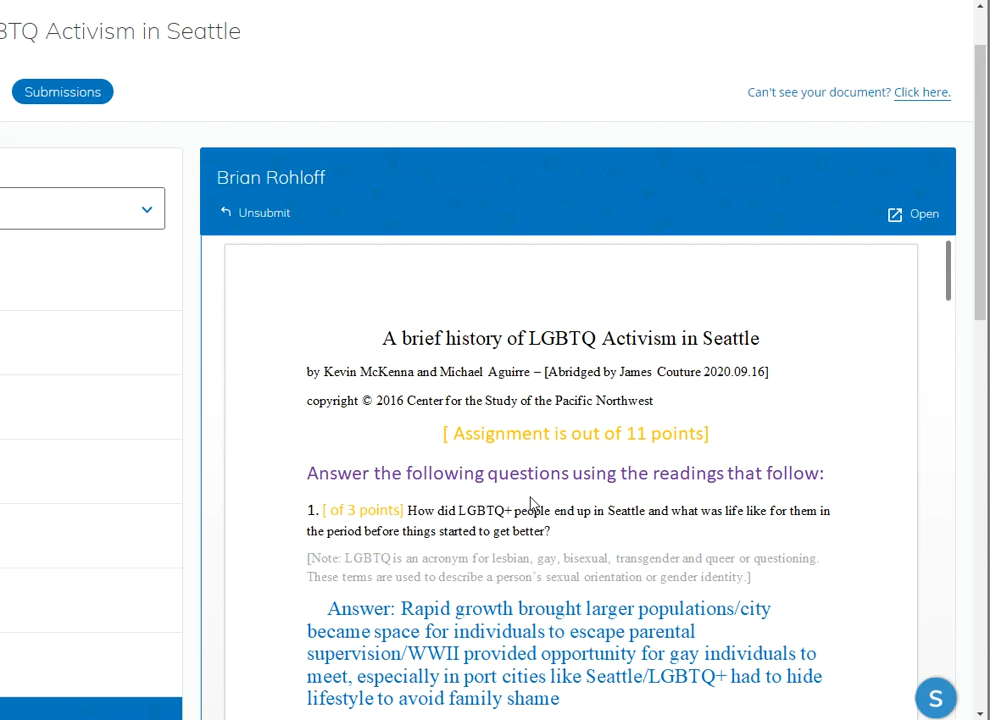 BTQ Activism in Seattle
Submissions
Can't see your document? Click here.
Brian Rohloff
Unsubmit
Open
A brief history of LGBTQ Activism in Seattle
by Kevin McKenna and Michael Aguirre – [Abridged by James Couture 2020.09.16]
copyright © 2016 Center for the Study of the Pacific Northwest
[ Assignment is out of 11 points]
Answer the following questions using the readings that follow:
1. [ of 3 points] How did LGBTQ+ people end up in Seattle and what was life like for them in
the period before things started to get better?
[Note: LGBTQ is an acronym for lesbian, gay, bisexual, transgender and queer or questioning.
These terms are used to describe a person's sexual orientation or gender identity.]
Answer: Rapid growth brought larger populations/city
became space for individuals to escape parental
supervision/WWII provided opportunity for gay individuals to
meet, especially in port cities like Seattle/LGBTQ+ had to hide
lifestyle to avoid family shame
S